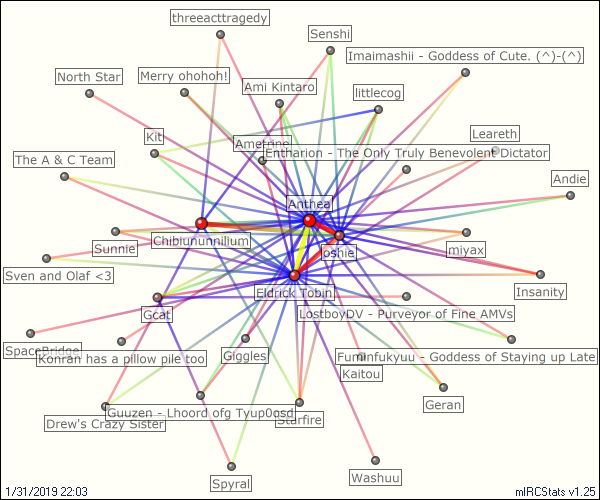 threeacttragedy
Senshi
Imaimashii - Goddess of Cute. (^)-(^)
North Star
Merry ohohoh!
Ami Kintaro
littlecog
Kit
Ametrine
Leareth
Entharion - The Only Truly Benevolent Dictator
The A & C Team
Andie
Anthea
Sunnie
Chibiununnilium
Joshie
miyax
Sven and Olaf <3
Eldrick Tobin
Insanity
Gcat
LostboyDV - Purveyor of Fine AMVs
SpaceBridge
Konran has a pillow pile too
Giggles
Fuminfukyuu - Goddess of Staying up Late
Kaitou
Geran
Guuzen - Lhoord ofg Tyup0osd
Drew's Crazy Sister
Starfire
Spyral
Washuu
1/31/2019 22:03
mIRCStats v1.25